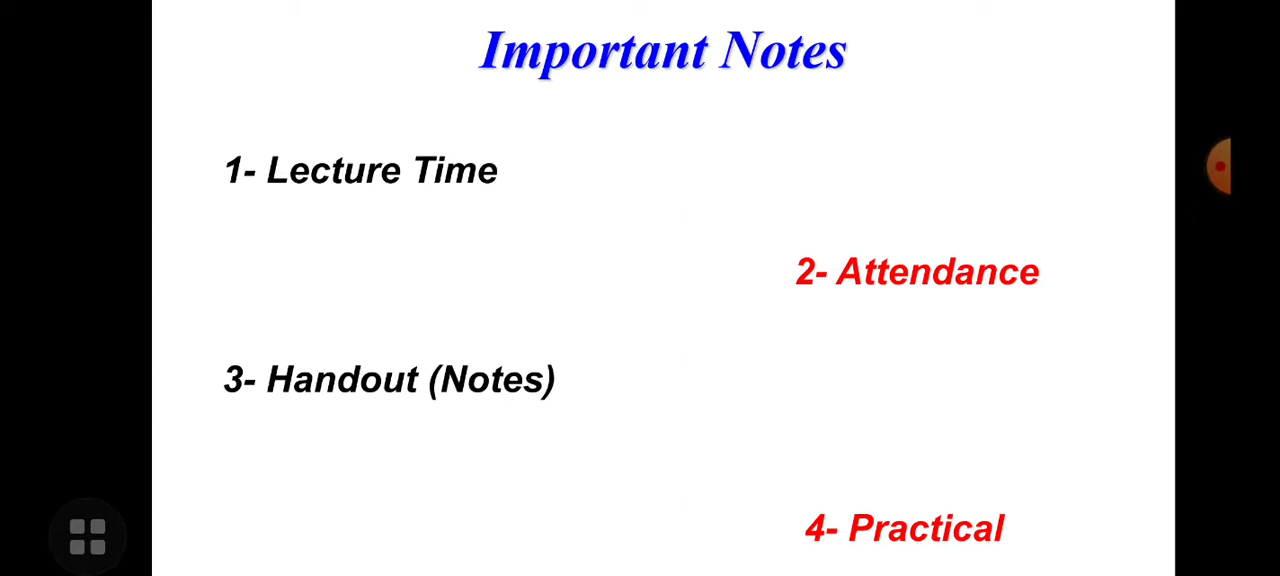 Important Notes
1- Lecture Time
2- Attendance
3- Handout (Notes)
4- Practical